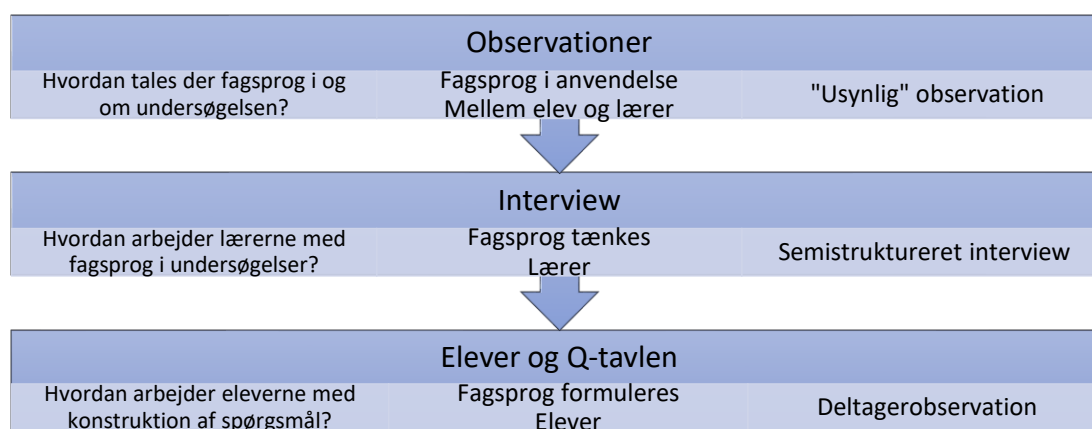 Observationer
Hvordan tales der fagsprog i og
om undersøgelsen?
Fagsprog i anvendelse
Mellem elev og lærer
"Usynlig" observation
Interview
Hvordan arbejder lærerne med
fagsprog i undersøgelser?
Fagsprog tænkes
Lærer
Semistruktureret interview
Elever og Q-tavlen
Hvordan arbejder eleverne med
konstruktion af spørgsmål?
Fagsprog formuleres
Elever
Deltagerobservation